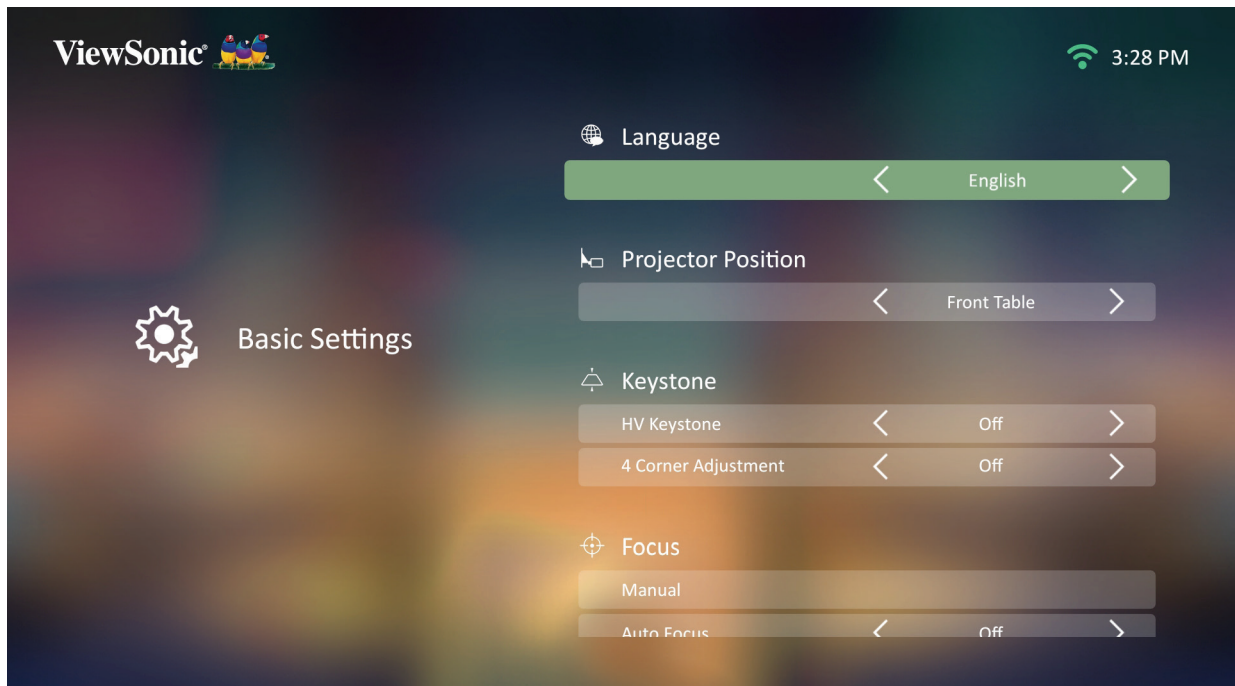 ViewSonic®
3:28 PM
Language
English
Projector Position
Front Table
Basic Settings
Keystone
HV Keystone Off
4 Corner Adjustment Off
Focus
Manual
Auto Focus Off